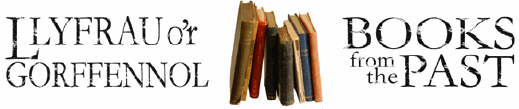 LLYFRAU o'r
GORFFENNOL
BOOKS
from
the PAST